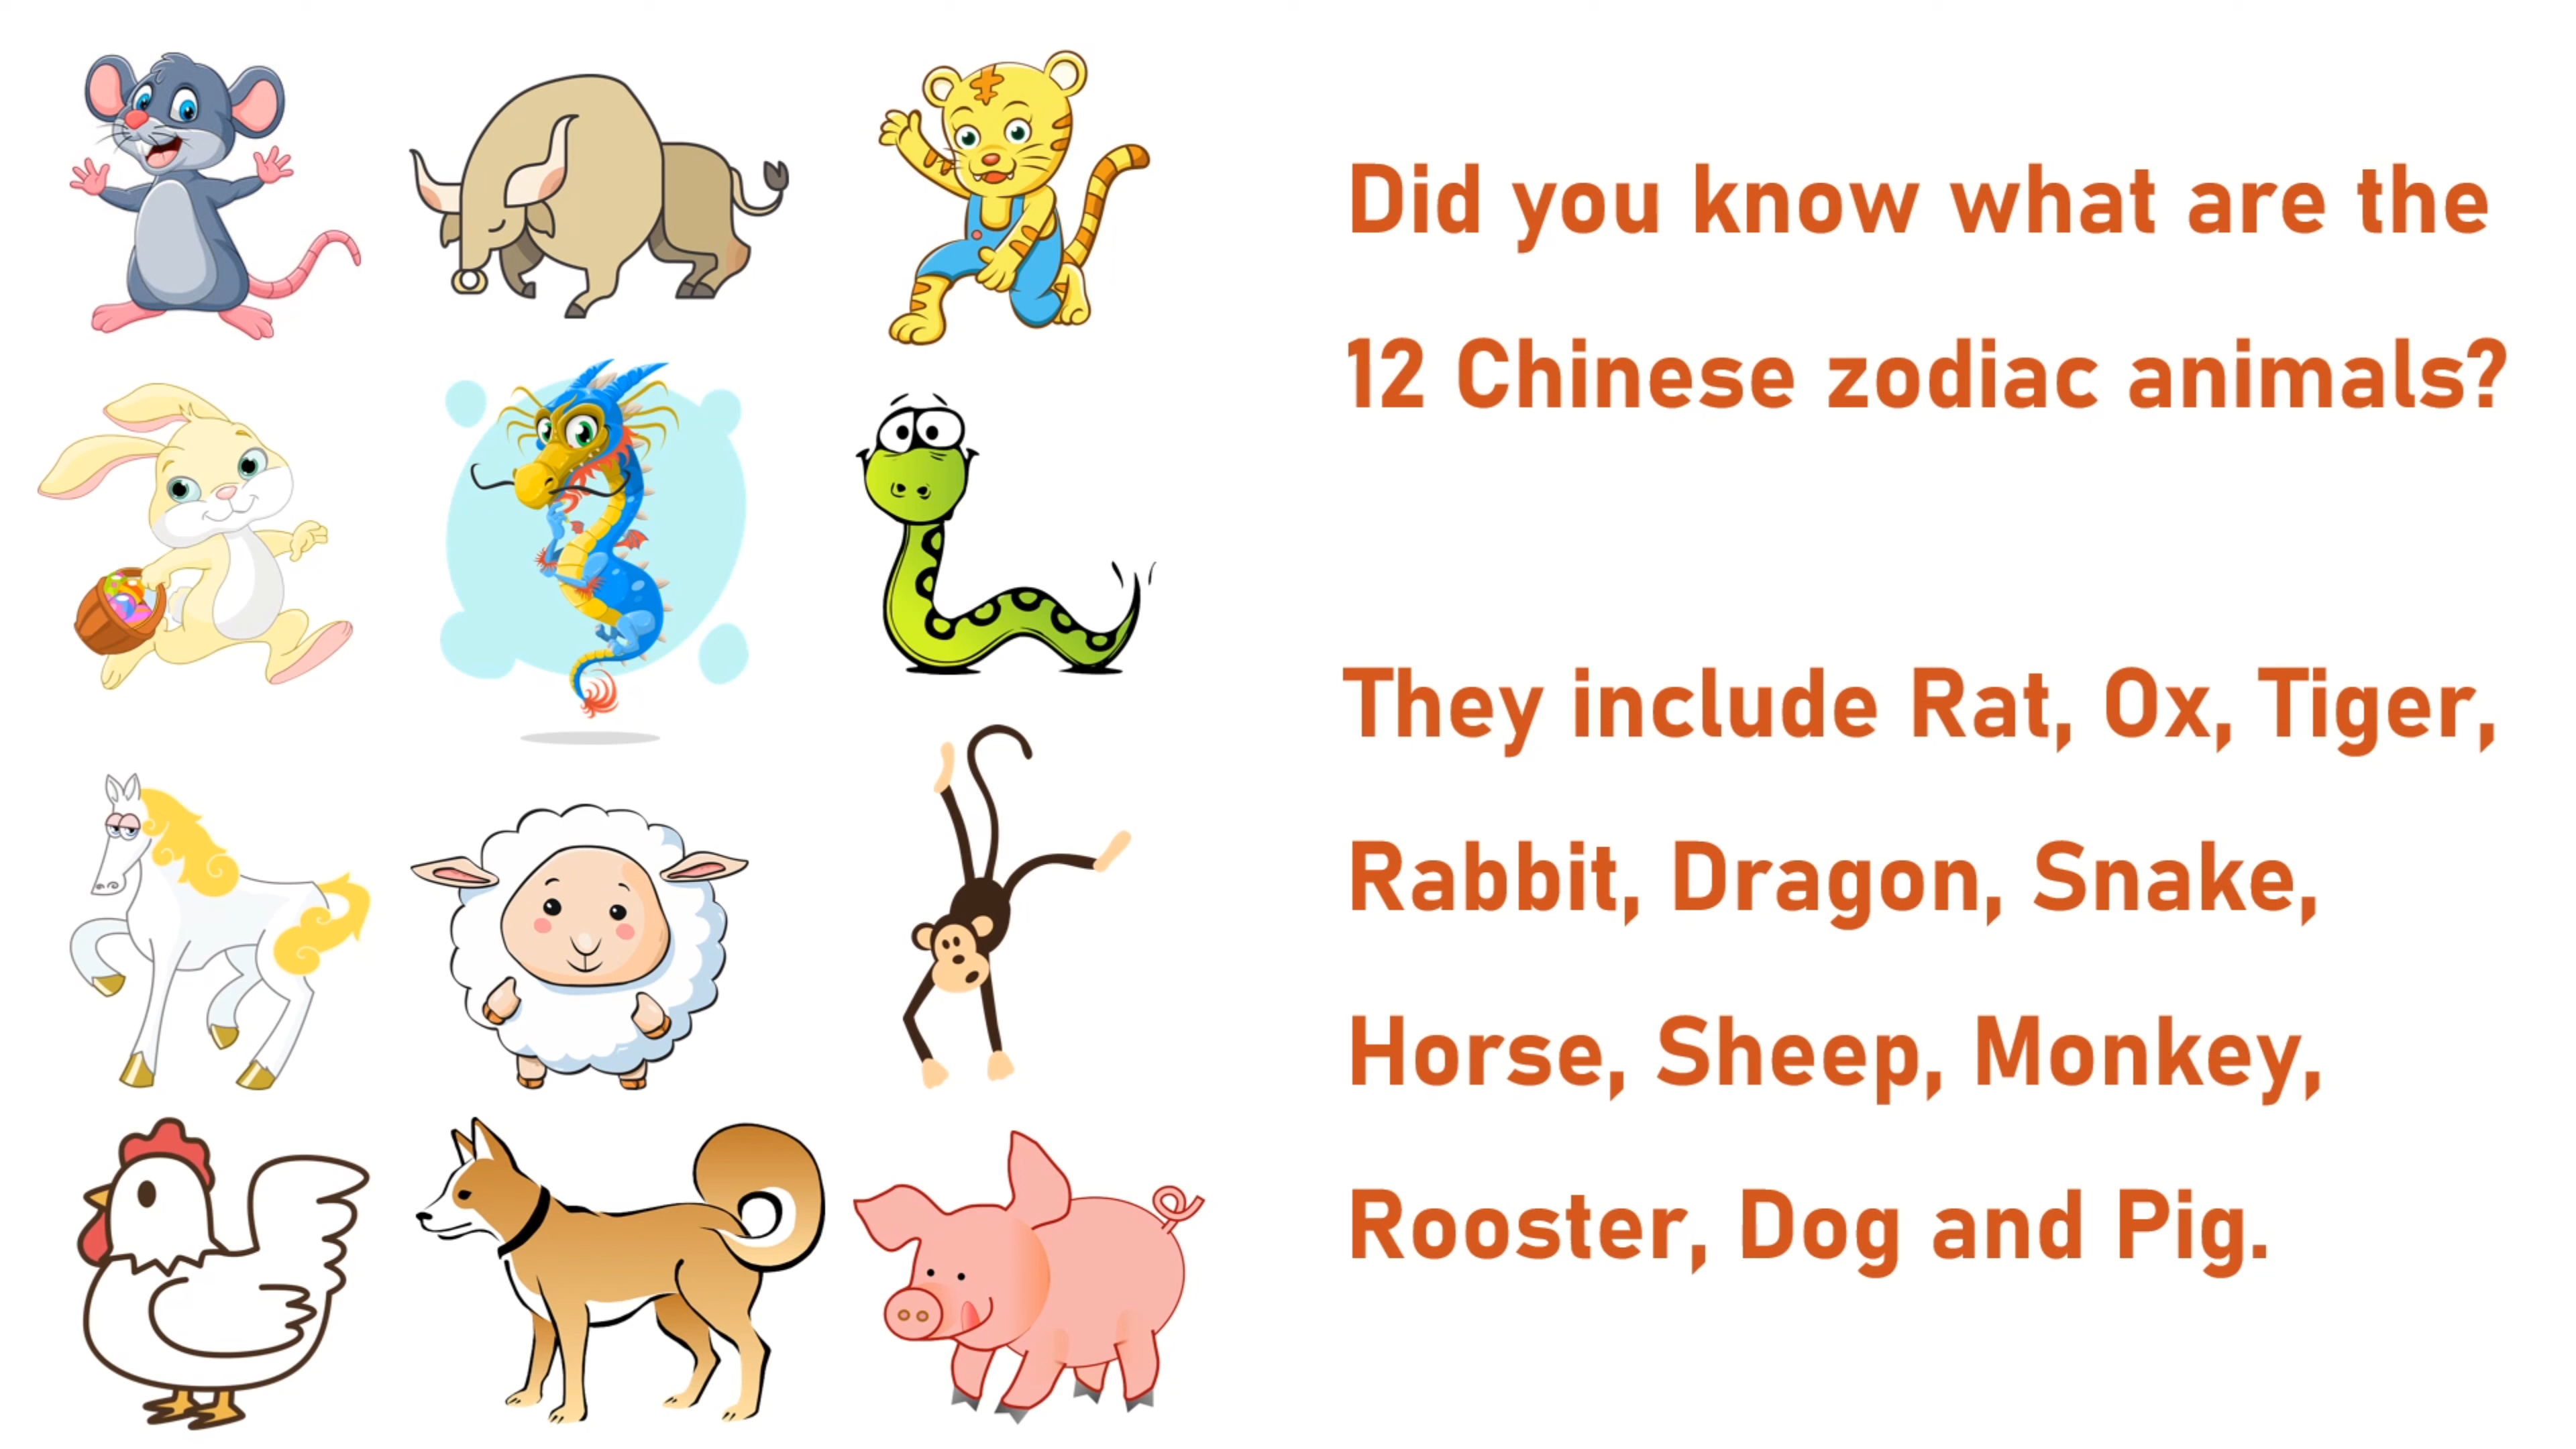 Did you know what are the
12 Chinese zodiac animals?
They include Rat, Ox, Tiger,
Rabbit, Dragon, Snake,
Horse, Sheep, Monkey,
Rooster, Dog and Pig.